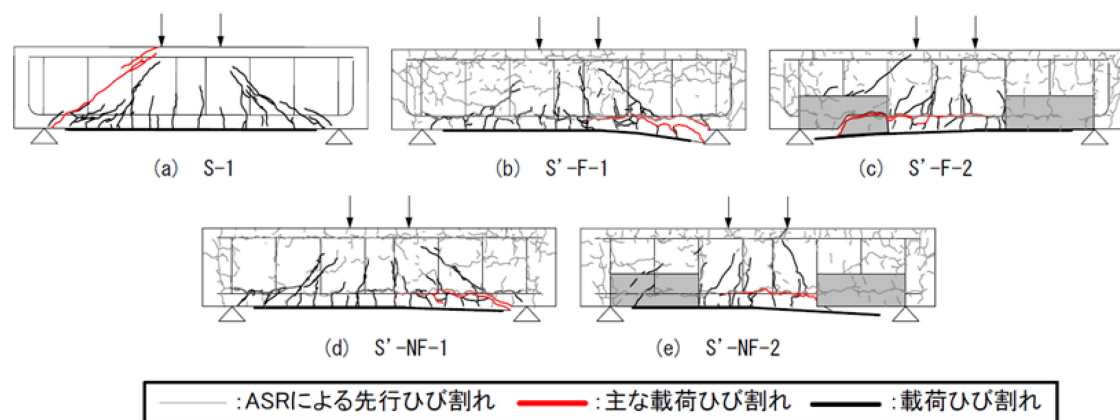 (a) S-1
(b) S'-F-1
(c) S'-F-2
(d) S'-NF-1
(e) S'-NF-2
:ASRによる先行ひび割れ :主な載荷ひび割れ :載荷ひび割れ